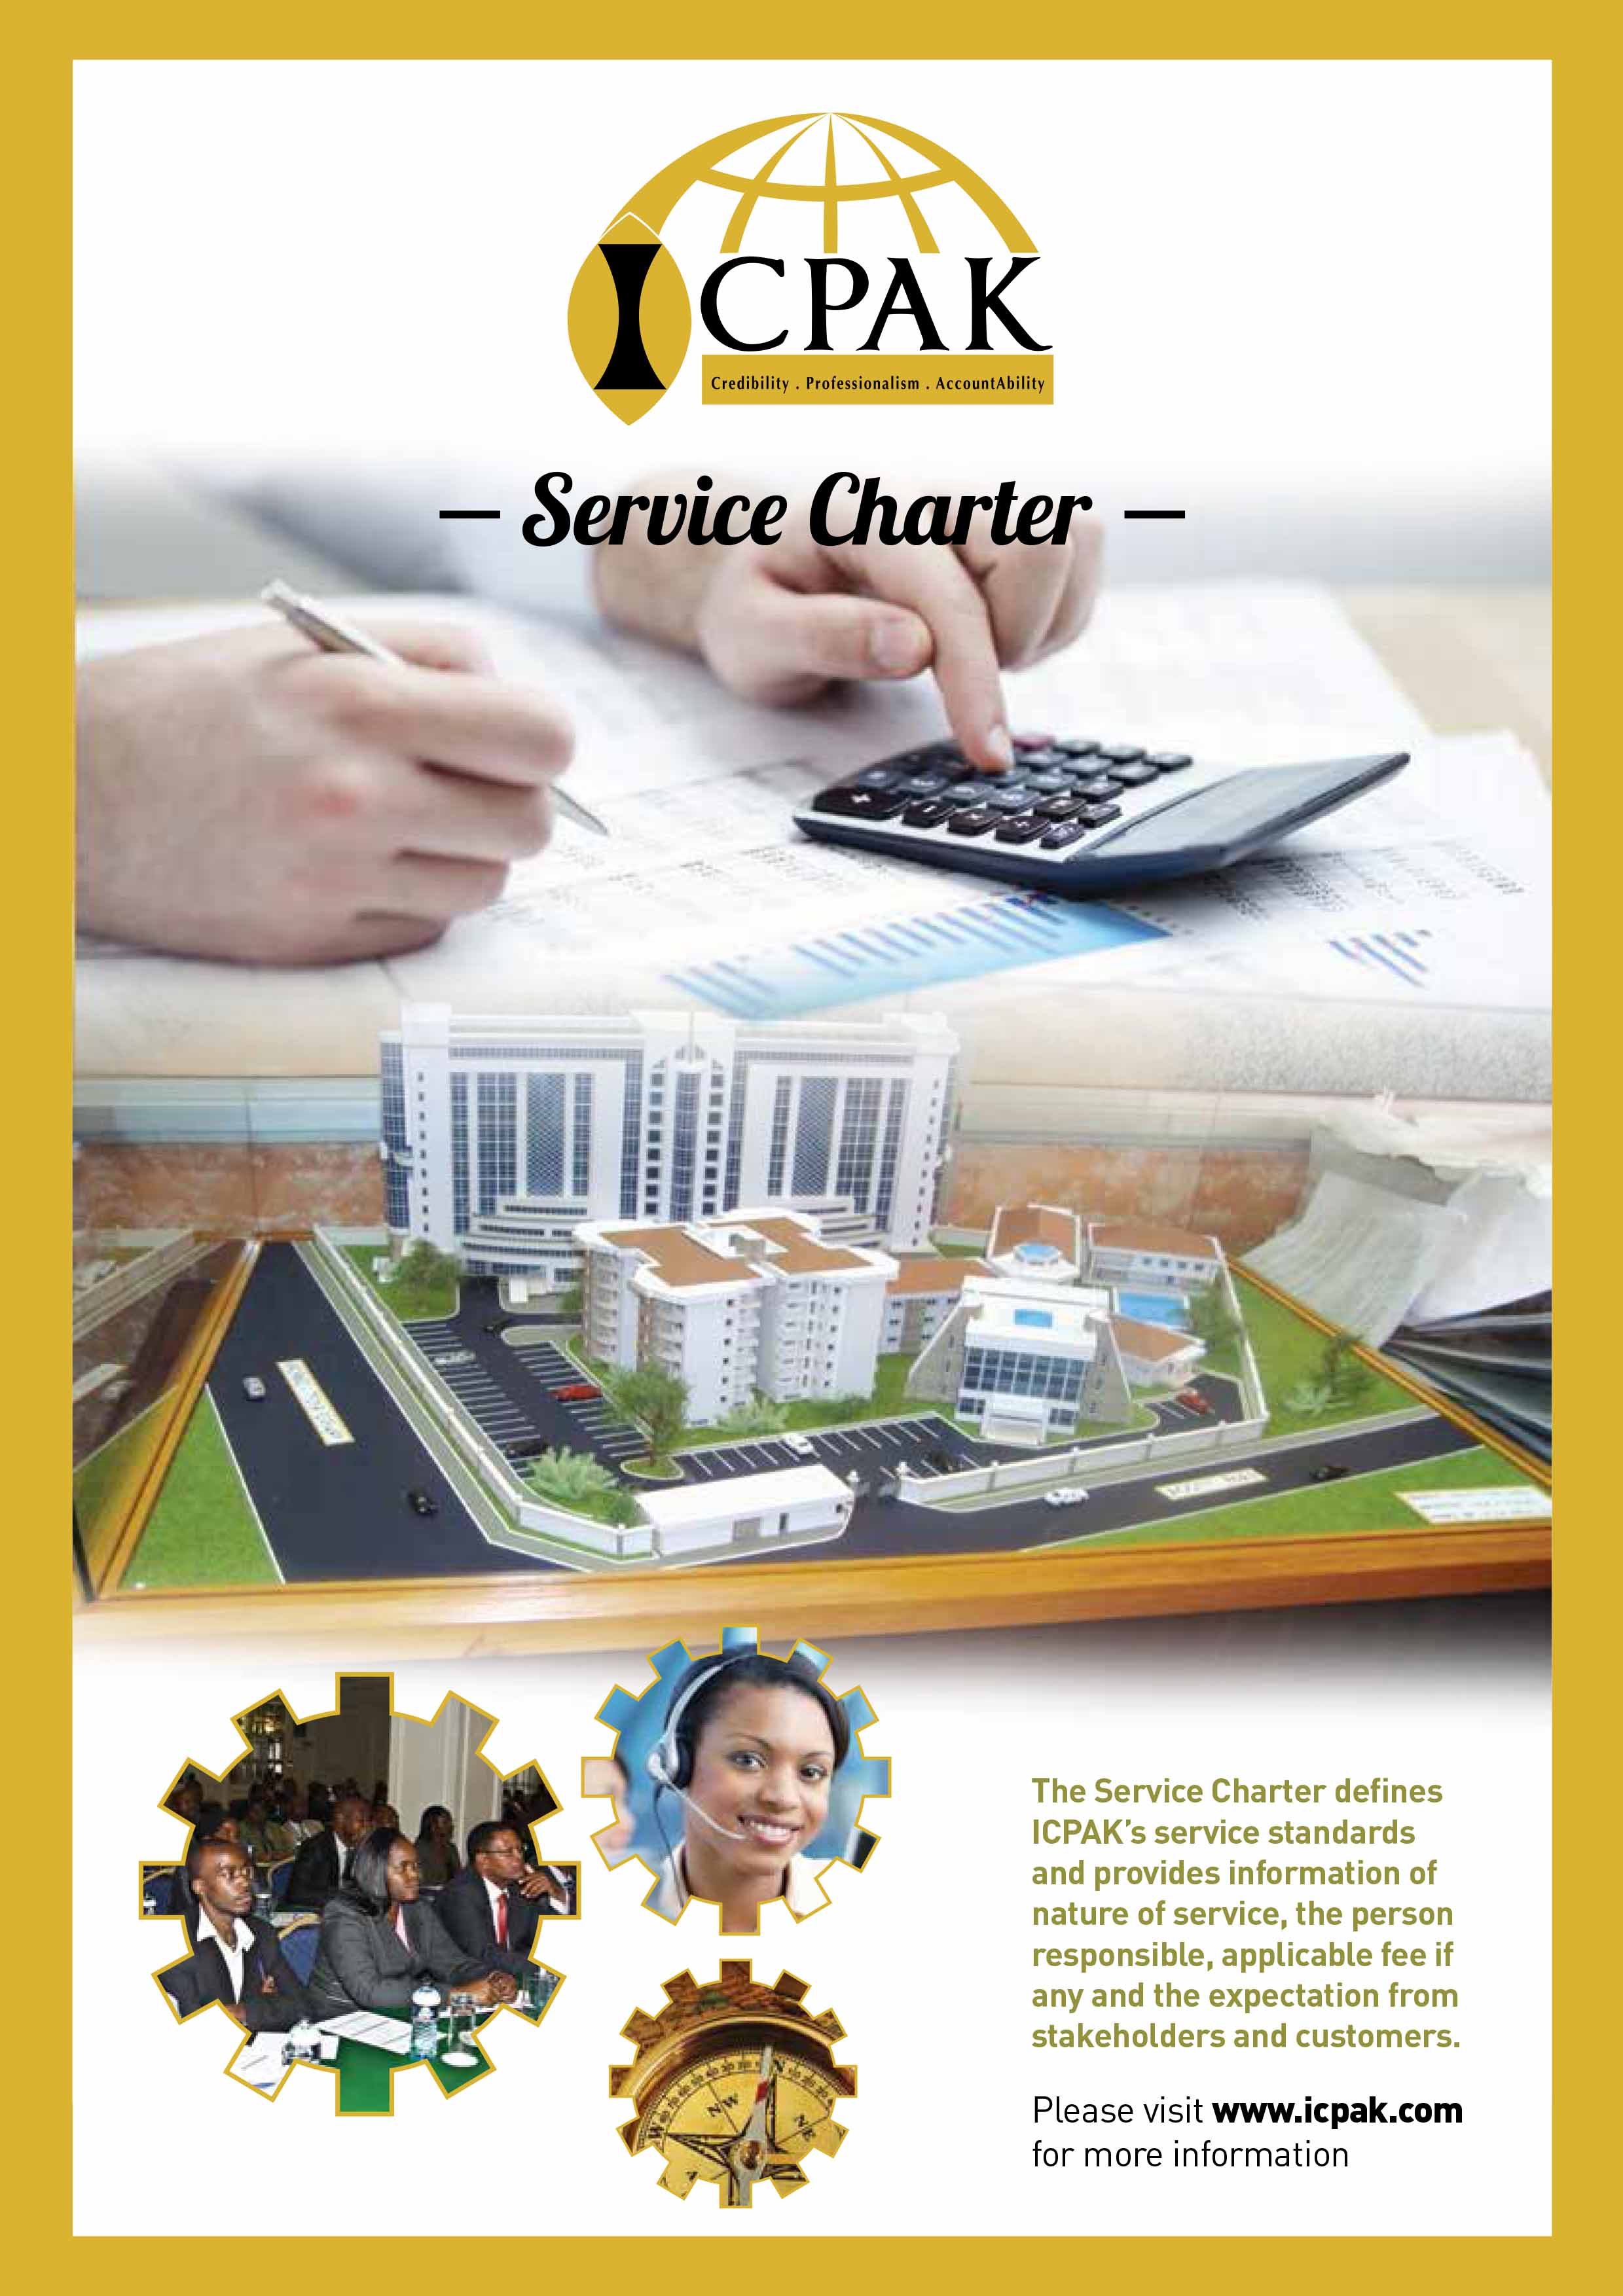 ICPAK
Credibility . Professionalism . AccountAbility
Service Charter
The Service Charter defines
ICPAK's service standards
and provides information of
nature of service, the person
responsible, applicable fee if
any and the expectation from
stakeholders and customers.
Please visit www.icpak.com
for more information
N
NW
NE
W